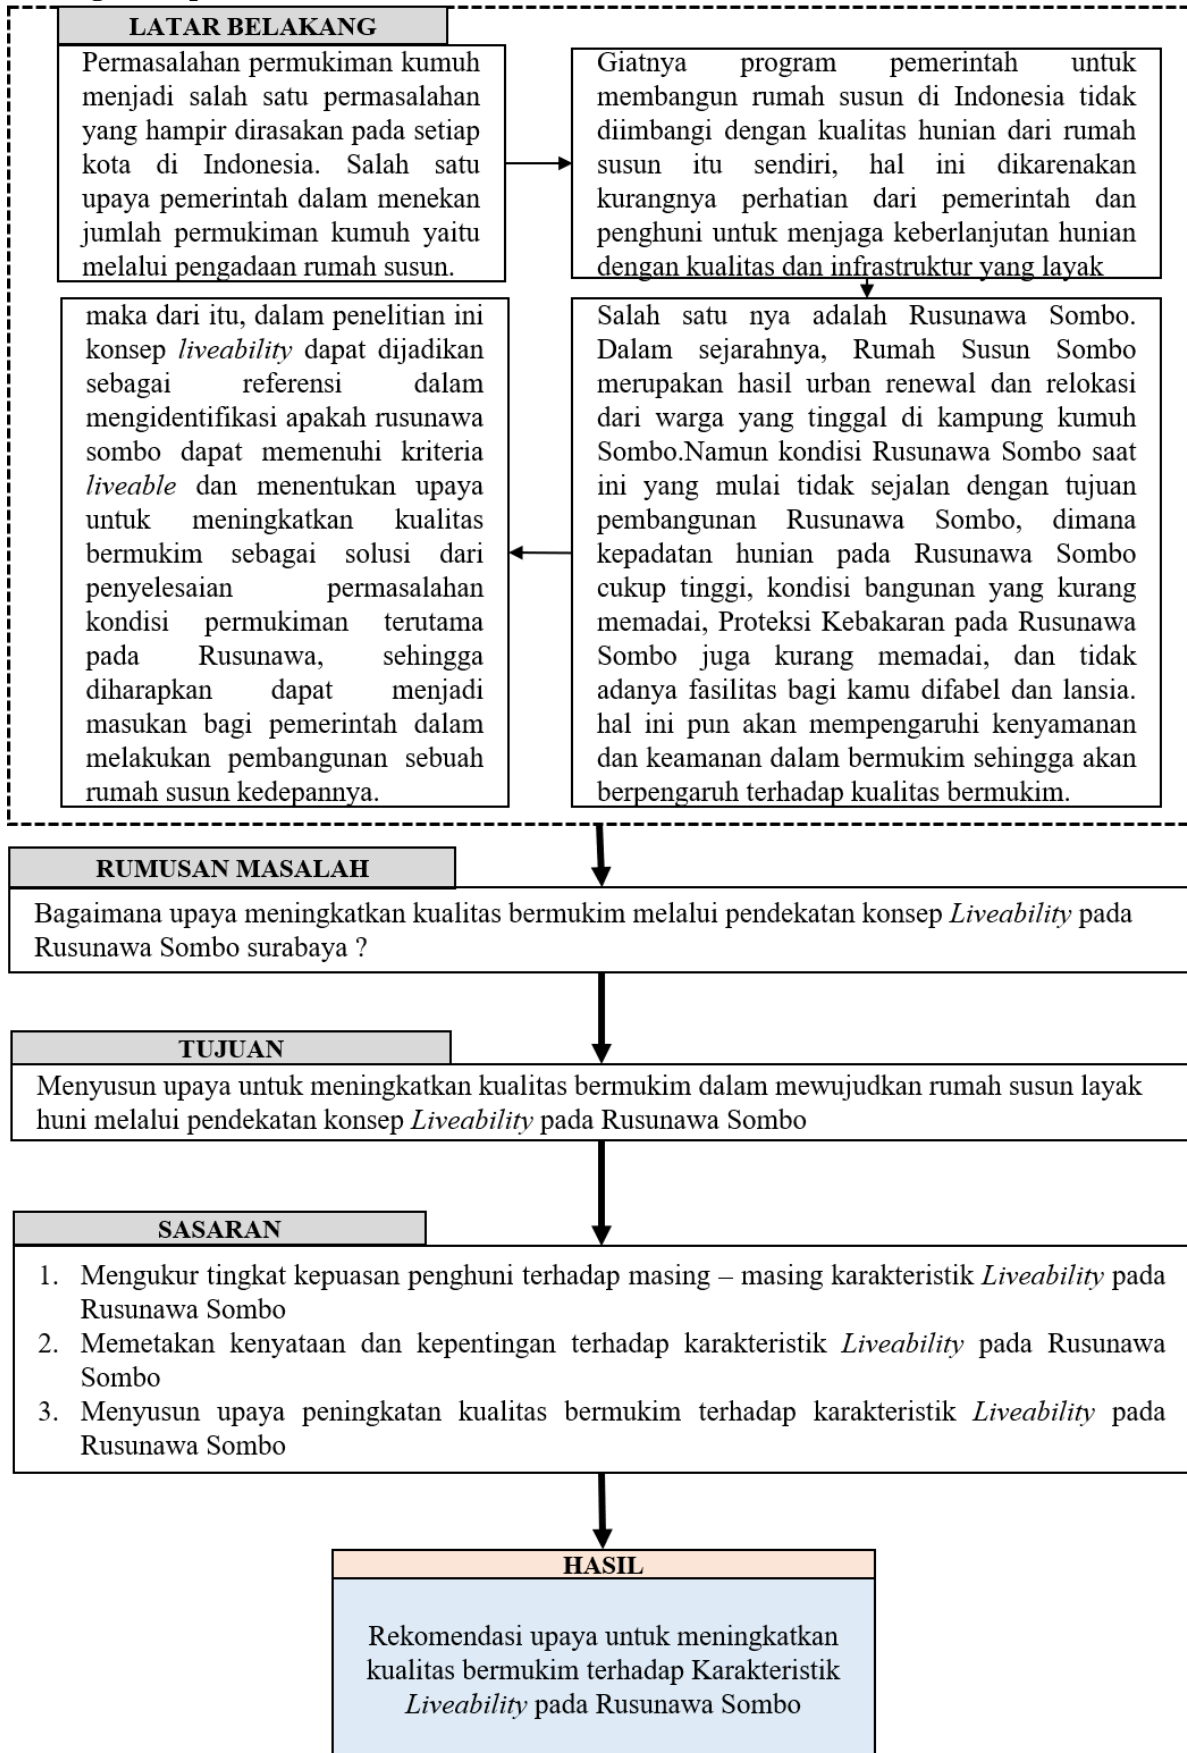 LATAR BELAKANG
Permasalahan permukiman kumuh
menjadi salah satu permasalahan
yang hampir dirasakan pada setiap
kota di Indonesia. Salah satu
upaya pemerintah dalam menekan
jumlah permukiman kumuh yaitu
melalui pengadaan rumah susun.
Giatnya program pemerintah untuk
membangun rumah susun di Indonesia tidak
diimbangi dengan kualitas hunian dari rumah
susun itu sendiri, hal ini dikarenakan
kurangnya perhatian dari pemerintah dan
penghuni untuk menjaga keberlanjutan hunian
dengan kualitas dan infrastruktur yang layak
Salah satu nya adalah Rusunawa Sombo.
Dalam sejarahnya, Rumah Susun Sombo
merupakan hasil urban renewal dan relokasi
dari warga yang tinggal di kampung kumuh
Sombo.Namun kondisi Rusunawa Sombo saat
ini yang mulai tidak sejalan dengan tujuan
pembangunan Rusunawa Sombo, dimana
kepadatan hunian pada Rusunawa Sombo
cukup tinggi, kondisi bangunan yang kurang
memadai, Proteksi Kebakaran pada Rusunawa
Sombo juga kurang memadai, dan tidak
adanya fasilitas bagi kamu difabel dan lansia.
hal ini pun akan mempengaruhi kenyamanan
dan keamanan dalam bermukim sehingga akan
berpengaruh terhadap kualitas bermukim.
maka dari itu, dalam penelitian ini
konsep liveability dapat dijadikan
sebagai referensi dalam
mengidentifikasi apakah rusunawa
sombo dapat memenuhi kriteria
liveable dan menentukan upaya
untuk meningkatkan kualitas
bermukim sebagai solusi dari
penyelesaian permasalahan
kondisi permukiman terutama
pada Rusunawa, sehingga
diharapkan dapat menjadi
masukan bagi pemerintah dalam
melakukan pembangunan sebuah
rumah susun kedepannya.
RUMUSAN MASALAH
Bagaimana upaya meningkatkan kualitas bermukim melalui pendekatan konsep Liveability pada
Rusunawa Sombo surabaya ?
TUJUAN
Menyusun upaya untuk meningkatkan kualitas bermukim dalam mewujudkan rumah susun layak
huni melalui pendekatan konsep Liveability pada Rusunawa Sombo
SASARAN
1. Mengukur tingkat kepuasan penghuni terhadap masing – masing karakteristik Liveability pada
Rusunawa Sombo
2. Memetakan kenyataan dan kepentingan terhadap karakteristik Liveability pada Rusunawa
Sombo
3. Menyusun upaya peningkatan kualitas bermukim terhadap karakteristik Liveability pada
Rusunawa Sombo
HASIL
Rekomendasi upaya untuk meningkatkan
kualitas bermukim terhadap Karakteristik
Liveability pada Rusunawa Sombo